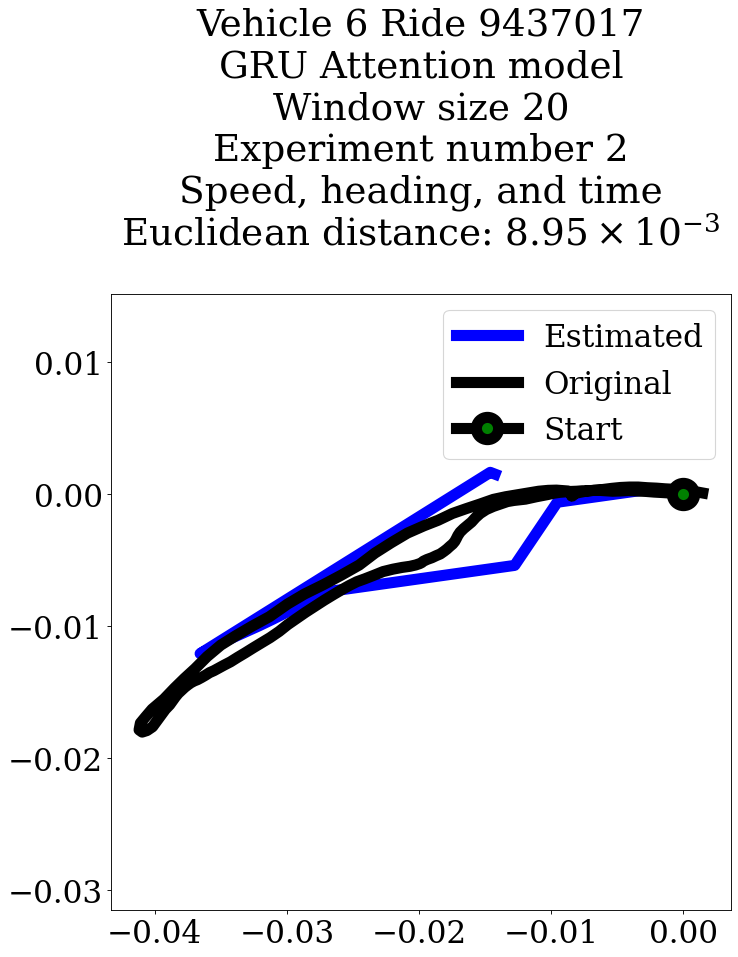 Vehicle 6 Ride 9437017
GRU Attention model
Window size 20
Experiment number 2
Speed, heading, and time
Euclidean distance: 8.95 × 10⁻³
Estimated
Original
Start
0.01
0.00
−0.01
−0.02
−0.03
−0.04 −0.03 −0.02 −0.01 0.00